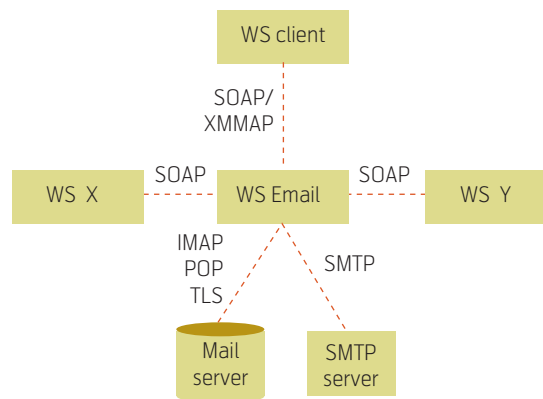 WS client
SOAP/
XMMAP
SOAP
SOAP
WS X
WS Email
WS Y
IMAP
POP
TLS
SMTP
Mail
server
SMTP
server